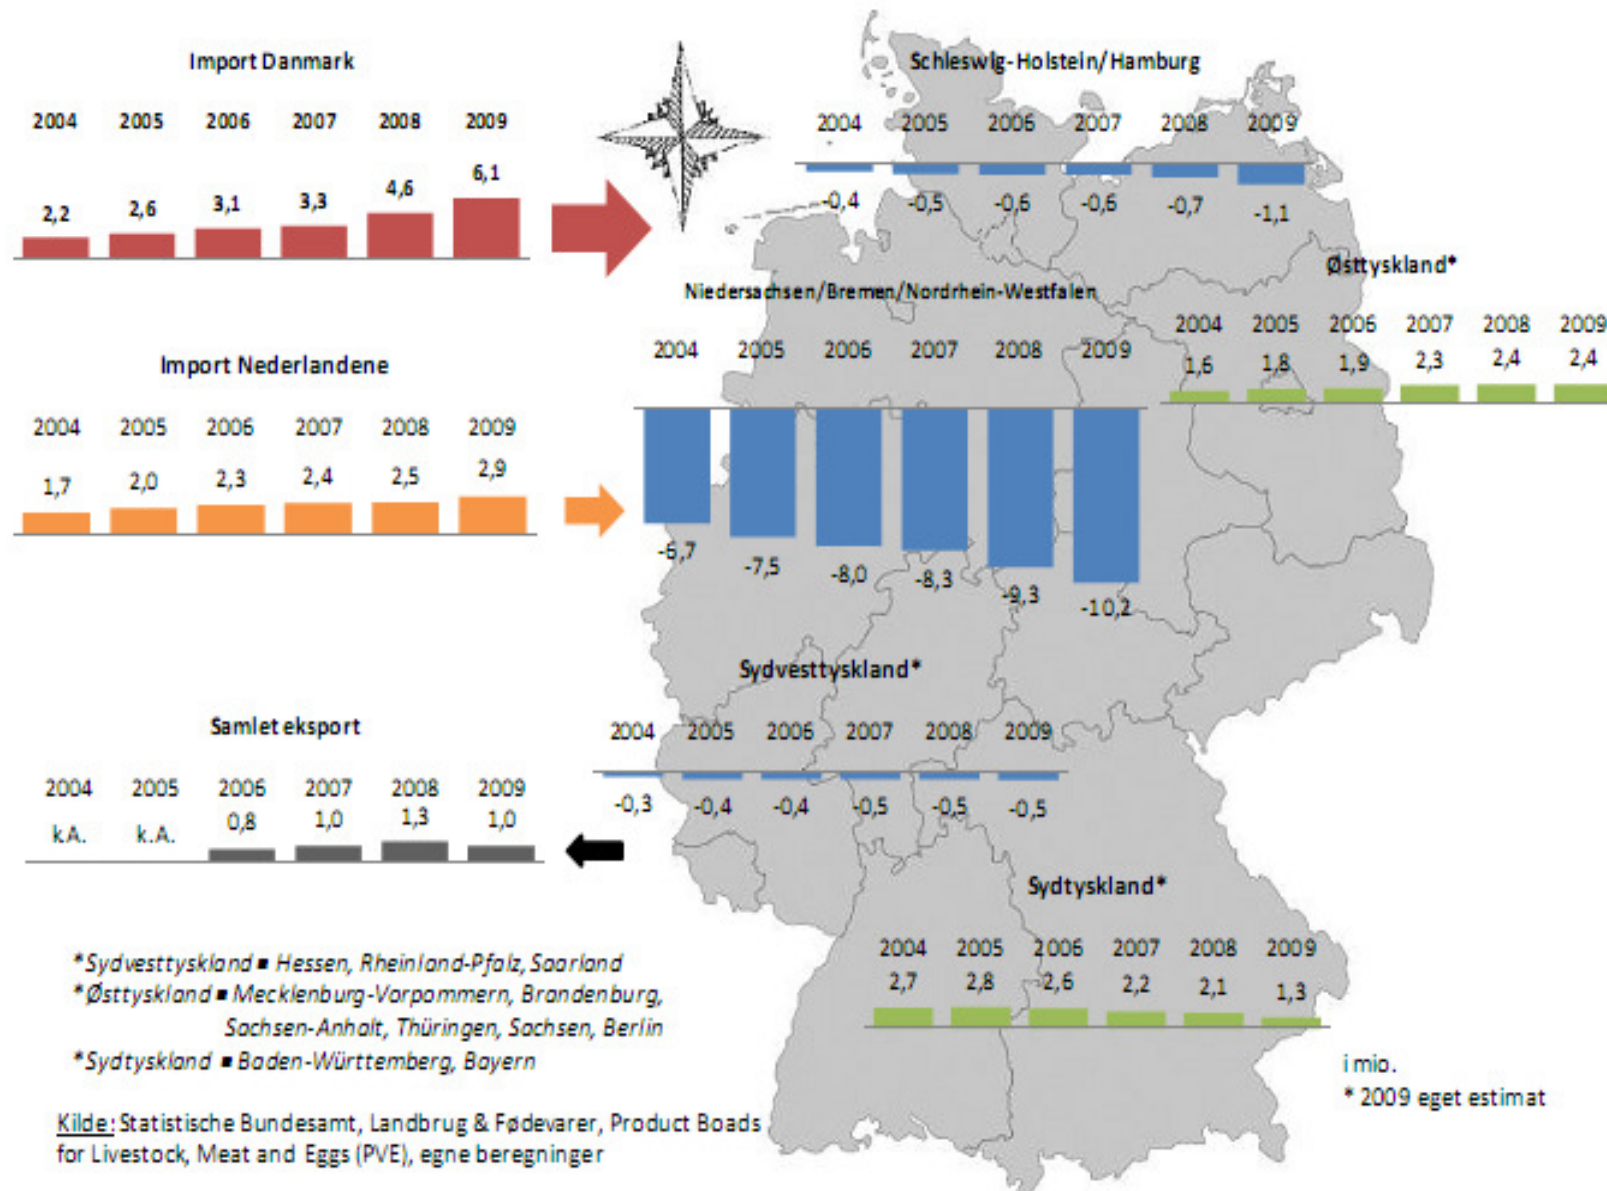 Import Danmark
2004 2005 2006 2007 2008 2009
2,2 2,6 3,1 3,3 4,6 6,1
Schleswig-Holstein/Hamburg
2004 2005 2006 2007 2008 2009
-0,4 -0,5 -0,6 -0,6 -0,7 -1,1
Østtyskland*
2004 2005 2006 2007 2008 2009
1,6 1,8 1,9 2,3 2,4 2,4
Niedersachsen/Bremen/Nordrhein-Westfalen
2004 2005 2006 2007 2008 2009
-6,7 -7,5 -8,0 -8,3 -9,3 -10,2
Import Nederlandene
2004 2005 2006 2007 2008 2009
1,7 2,0 2,3 2,4 2,5 2,9
Sydvesttyskland*
2004 2005 2006 2007 2008 2009
-0,3 -0,4 -0,4 -0,5 -0,5 -0,5
Samlet eksport
2004 2005 2006 2007 2008 2009
k.A. k.A. 0,8 1,0 1,3 1,0
Sydtyskland*
2004 2005 2006 2007 2008 2009
2,7 2,8 2,6 2,2 2,1 1,3
*Sydvesttyskland ▪ Hessen, Rheinland-Pfalz, Saarland
*Østtyskland ▪ Mecklenburg-Vorpommern, Brandenburg,
Sachsen-Anhalt, Thüringen, Sachsen, Berlin
*Sydtyskland ▪ Baden-Württemberg, Bayern
i mio.
* 2009 eget estimat
Kilde: Statistische Bundesamt, Landbrug & Fødevarer, Product Boads
for Livestock, Meat and Eggs (PVE), egne beregninger